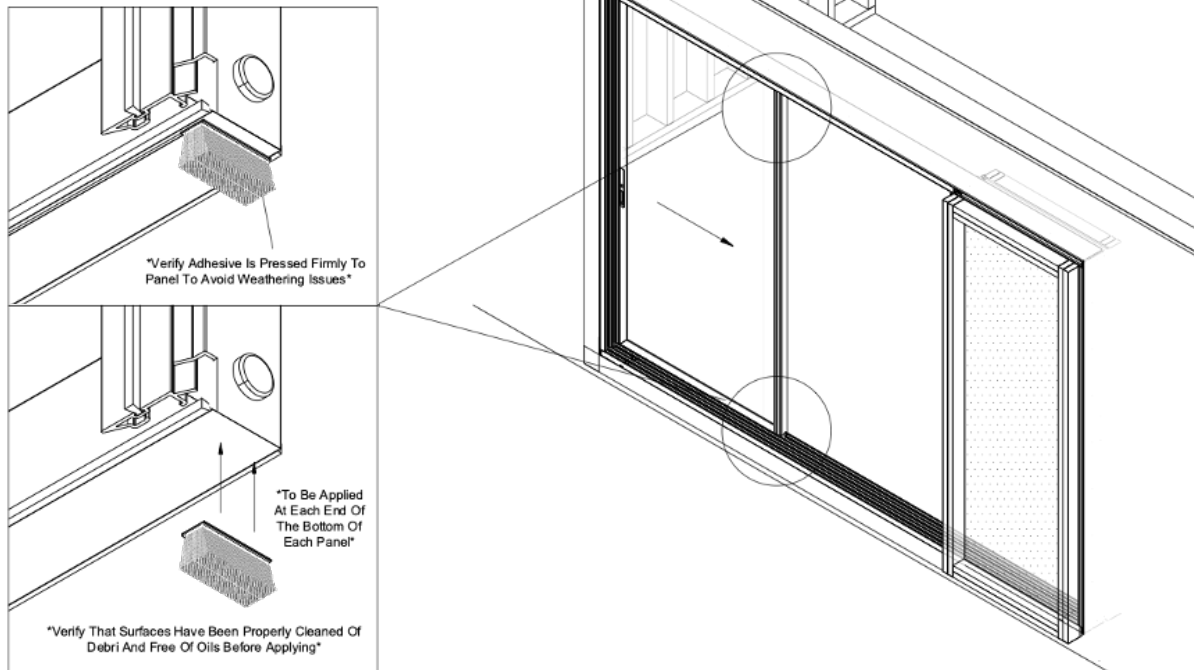 *Verify Adhesive Is Pressed Firmly To
Panel To Avoid Weathering Issues*
*To Be Applied
At Each End Of
The Bottom Of
Each Panel*
*Verify That Surfaces Have Been Properly Cleaned Of
Debri And Free Of Oils Before Applying*